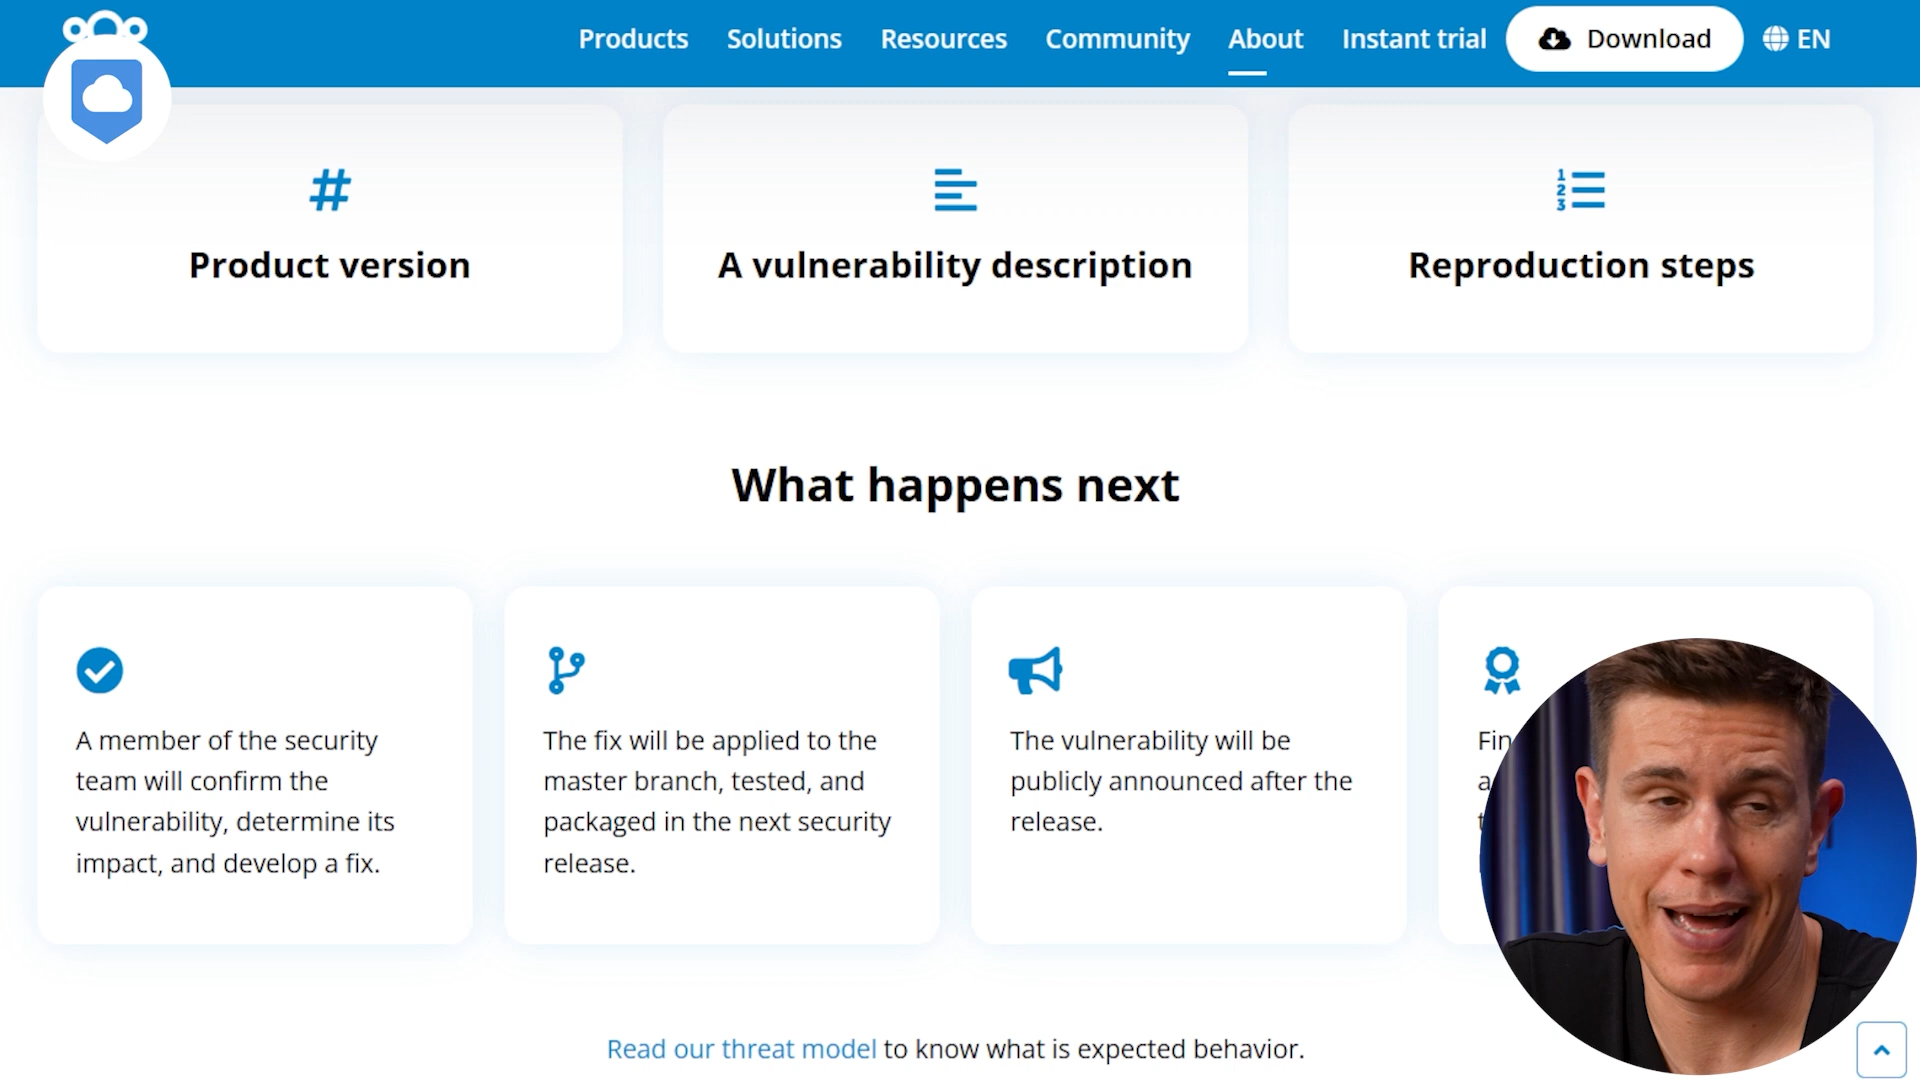 Products Solutions Resources Community About Instant trial Download EN
Product version
A vulnerability description
Reproduction steps
What happens next
A member of the security
team will confirm the
vulnerability, determine its
impact, and develop a fix.
The fix will be applied to the
master branch, tested, and
packaged in the next security
release.
The vulnerability will be
publicly announced after the
release.
Read our threat model to know what is expected behavior.